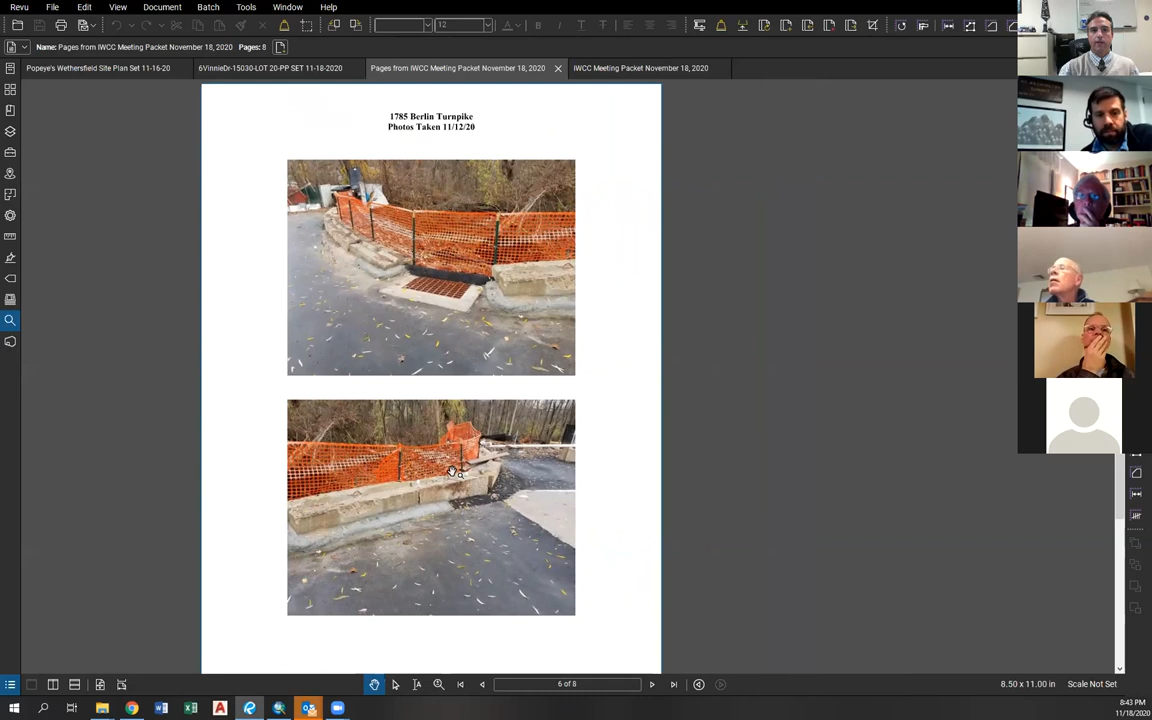 Revu File Edit View Document Batch Tools Window Help
12
Name: Pages from IWCC Meeting Packet November 18, 2020 Pages: 8
Popeye's Wethersfield Site Plan Set 11-16-20
6VinnieDr-15030-LOT 20-PP SET 11-18-2020
Pages from IWCC Meeting Packet November 18, 2020
IWCC Meeting Packet November 18, 2020
1785 Berlin Turnpike
Photos Taken 11/12/20
6 of 8
8.50 x 11.00 in
Scale Not Set
8:43 PM
11/18/2020